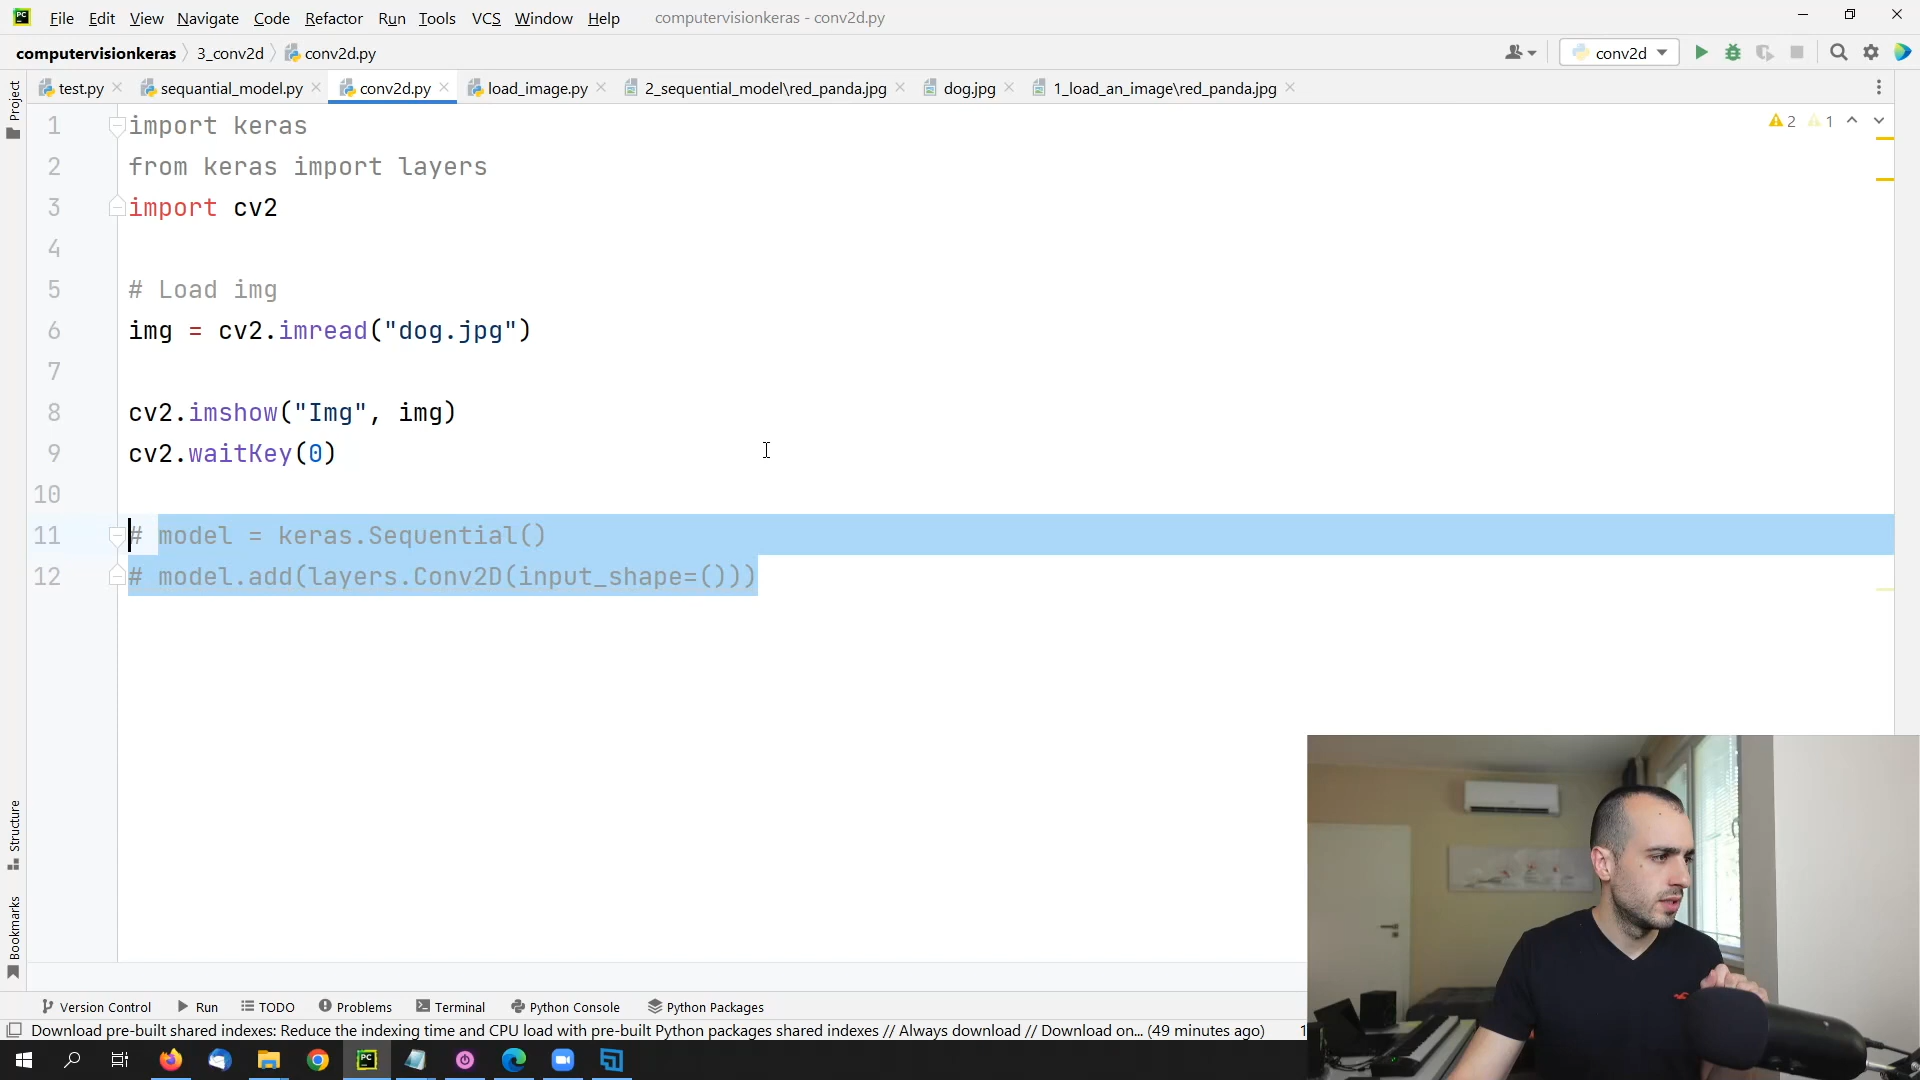 PC File Edit View Navigate Code Refactor Run Tools VCS Window Help computervisionkeras - conv2d.py
computervisionkeras 3_conv2d conv2d.py conv2d
Project test.py sequantial_model.py conv2d.py load_image.py 2_sequential_model\red_panda.jpg dog.jpg 1_load_an_image\red_panda.jpg
2 1
1 import keras
2 from keras import layers
3 import cv2
4
5 # Load img
6 img = cv2.imread("dog.jpg")
7
8 cv2.imshow("Img", img)
9 cv2.waitKey(0)
10
11 # model = keras.Sequential()
12 # model.add(layers.Conv2D(input_shape=()))
Structure
Bookmarks
Version Control Run TODO Problems Terminal Python Console Python Packages
Download pre-built shared indexes: Reduce the indexing time and CPU load with pre-built Python packages shared indexes // Always download // Download on... (49 minutes ago)
PC